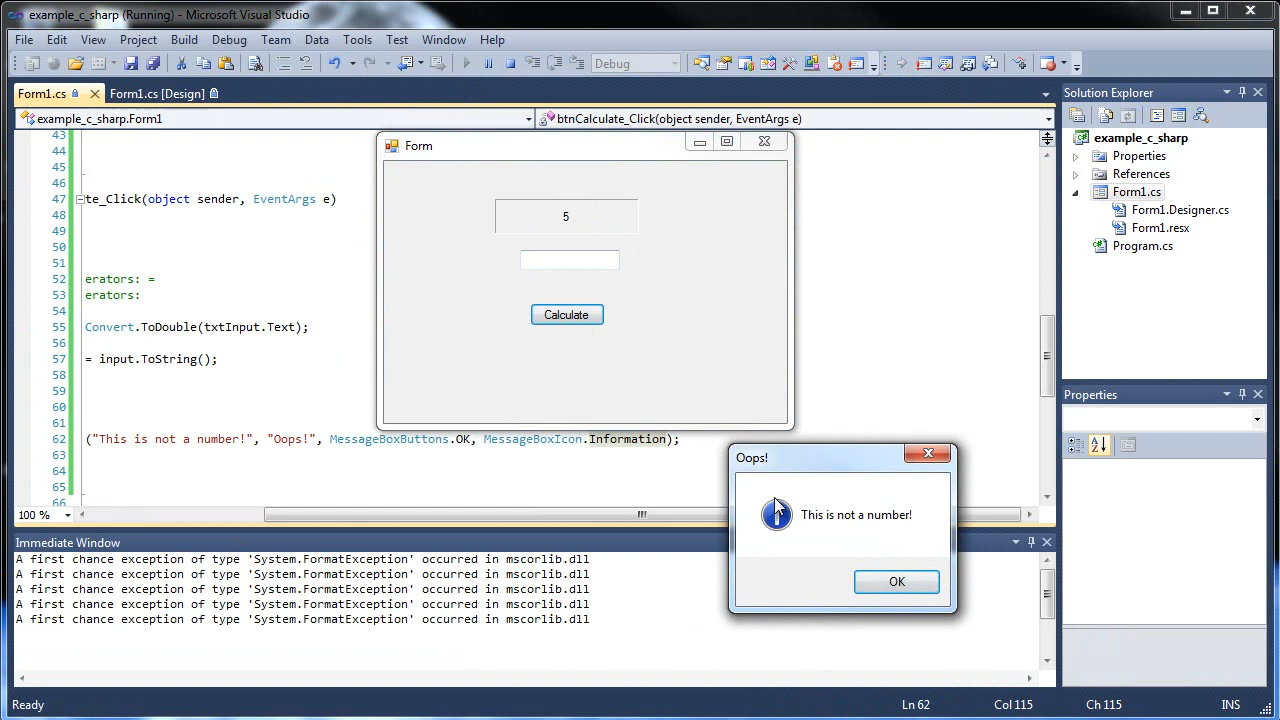 example_c_sharp (Running) - Microsoft Visual Studio
File Edit View Project Build Debug Team Data Tools Test Window Help
Debug
Form1.cs
Form1.cs [Design]
example_c_sharp.Form1
btnCalculate_Click(object sender, EventArgs e)
43
44
45
46
47 te_Click(object sender, EventArgs e)
48
49
50
51
52 erators: =
53 erators:
54
55 Convert.ToDouble(txtInput.Text);
56
57 = input.ToString();
58
59
60
61
62 ("This is not a number!", "Oops!", MessageBoxButtons.OK, MessageBoxIcon.Information);
63
64
65
66
100 %
Form
5
Calculate
Oops!
This is not a number!
OK
Immediate Window
A first chance exception of type 'System.FormatException' occurred in mscorlib.dll
A first chance exception of type 'System.FormatException' occurred in mscorlib.dll
A first chance exception of type 'System.FormatException' occurred in mscorlib.dll
A first chance exception of type 'System.FormatException' occurred in mscorlib.dll
A first chance exception of type 'System.FormatException' occurred in mscorlib.dll
Solution Explorer
example_c_sharp
Properties
References
Form1.cs
Form1.Designer.cs
Form1.resx
Program.cs
Properties
Ready
Ln 62
Col 115
Ch 115
INS